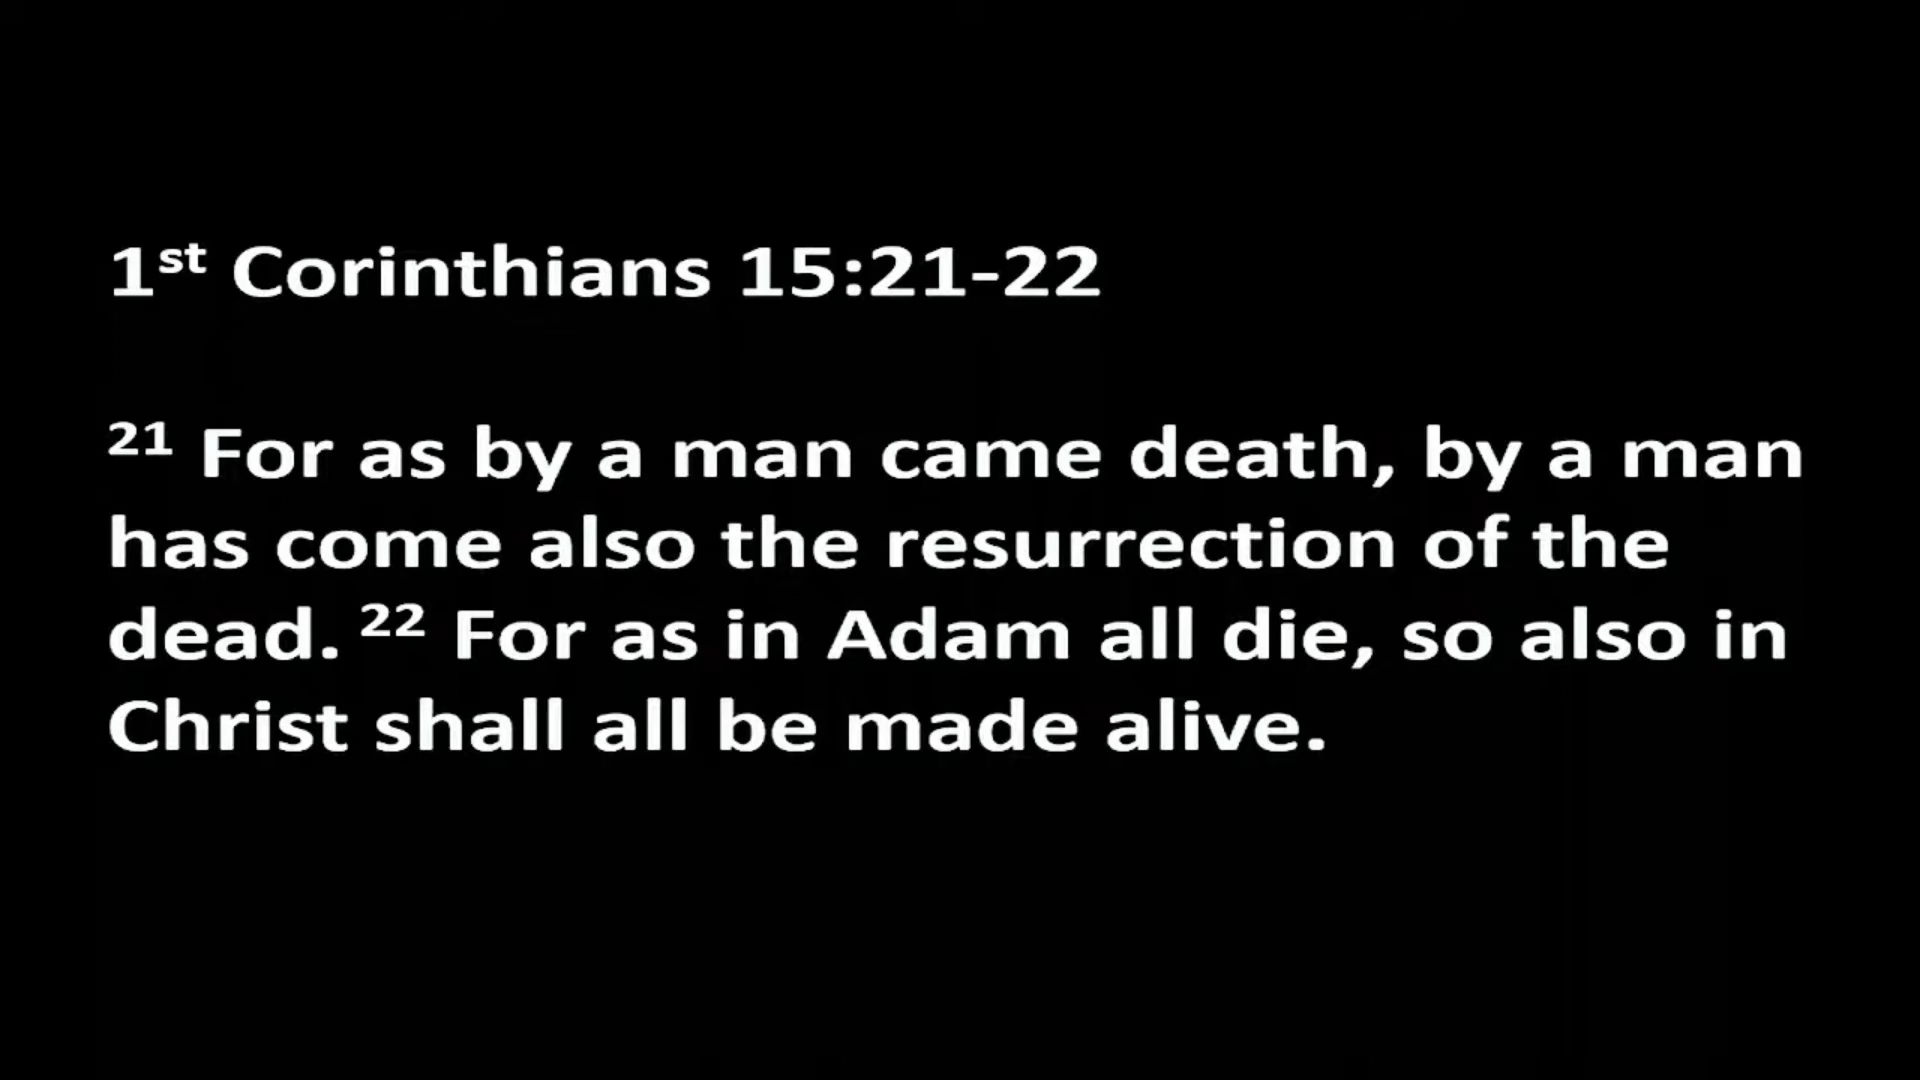 1st Corinthians 15:21-22
21 For as by a man came death, by a man
has come also the resurrection of the
dead. 22 For as in Adam all die, so also in
Christ shall all be made alive.